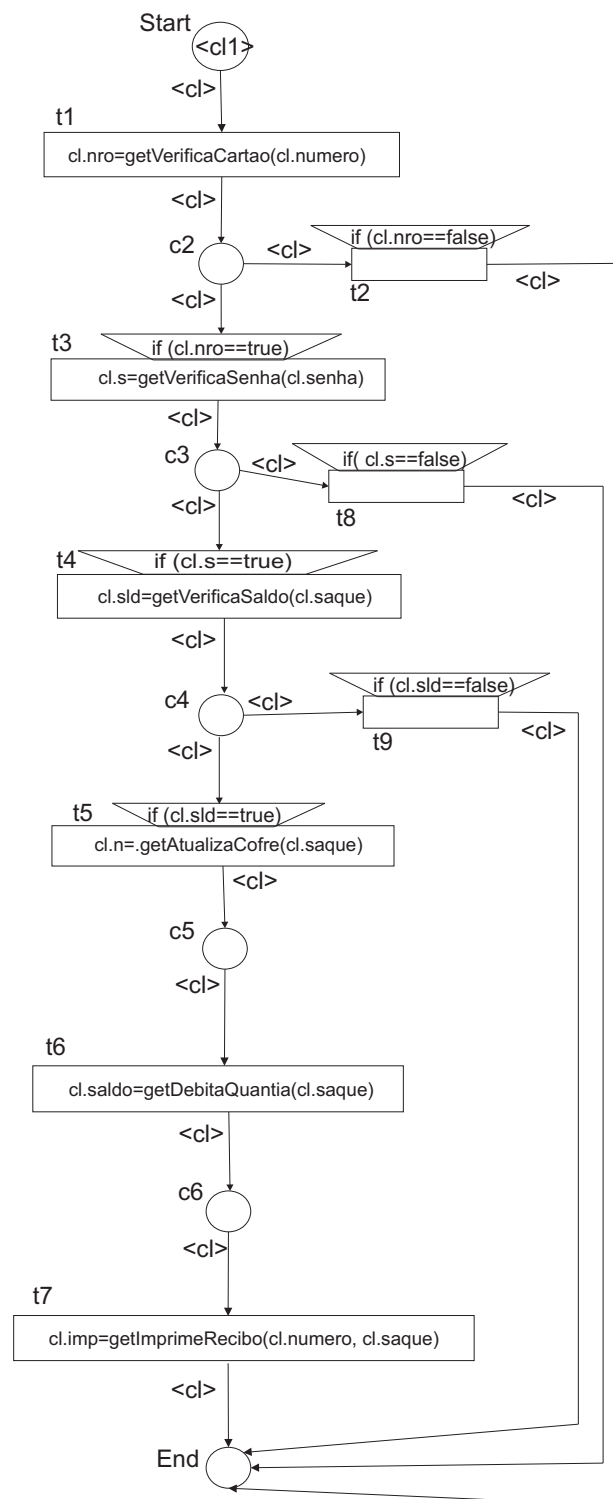 Start
<cl1>
<cl>
t1
cl.nro=getVerificaCartao(cl.numero)
<cl>
c2
<cl>
if (cl.nro==false)
t2
<cl>
<cl>
t3
if (cl.nro==true)
cl.s=getVerificaSenha(cl.senha)
<cl>
c3
<cl>
if( cl.s==false)
t8
<cl>
<cl>
t4
if (cl.s==true)
cl.sld=getVerificaSaldo(cl.saque)
<cl>
c4
<cl>
if (cl.sld==false)
t9
<cl>
<cl>
t5
if (cl.sld==true)
cl.n=.getAtualizaCofre(cl.saque)
<cl>
c5
<cl>
t6
cl.saldo=getDebitaQuantia(cl.saque)
<cl>
c6
<cl>
t7
cl.imp=getImprimeRecibo(cl.numero, cl.saque)
<cl>
End